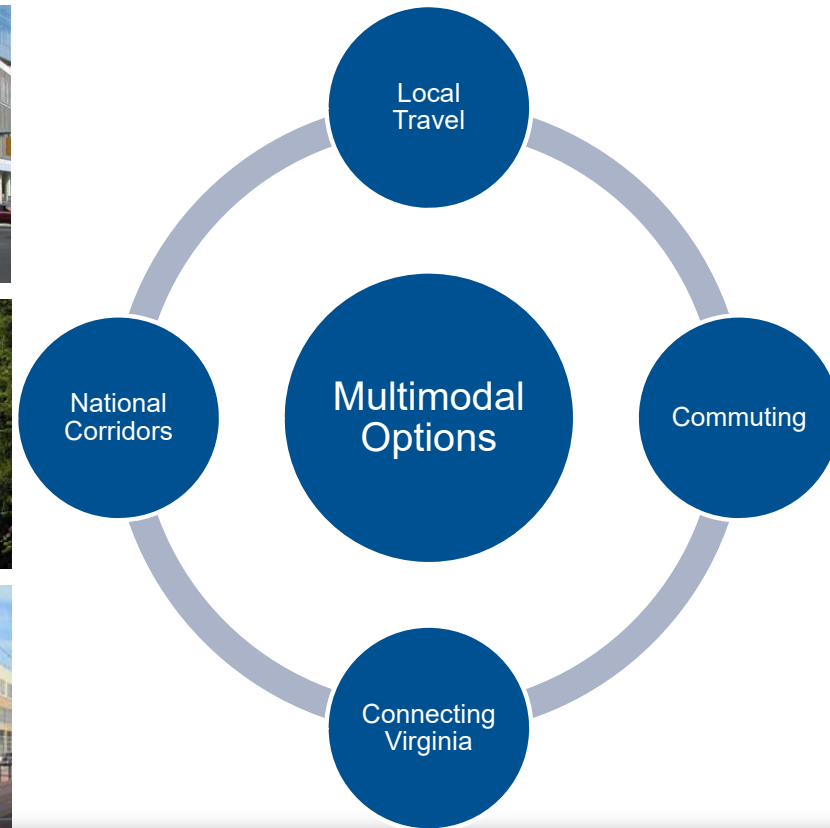 Local
Travel
National
Corridors
Multimodal
Options
Commuting
Connecting
Virginia